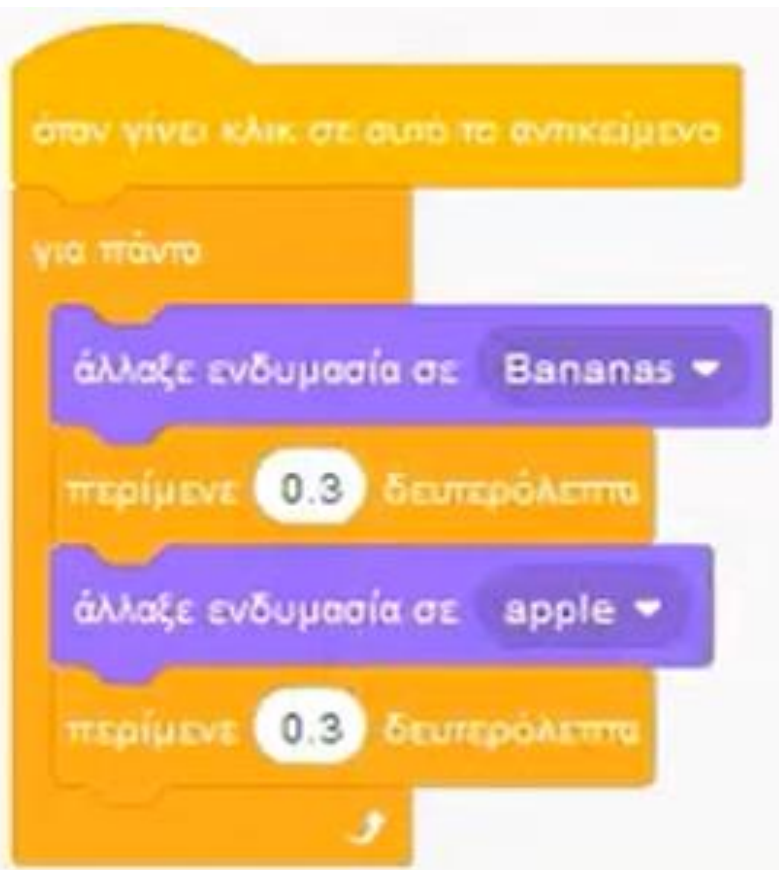 όταν γίνει κλικ σε αυτό το αντικείμενο
για πάντα
άλλαξε ενδυμασία σε Bananas
περίμενε 0.3 δευτερόλεπτα
άλλαξε ενδυμασία σε apple
περίμενε 0.3 δευτερόλεπτα